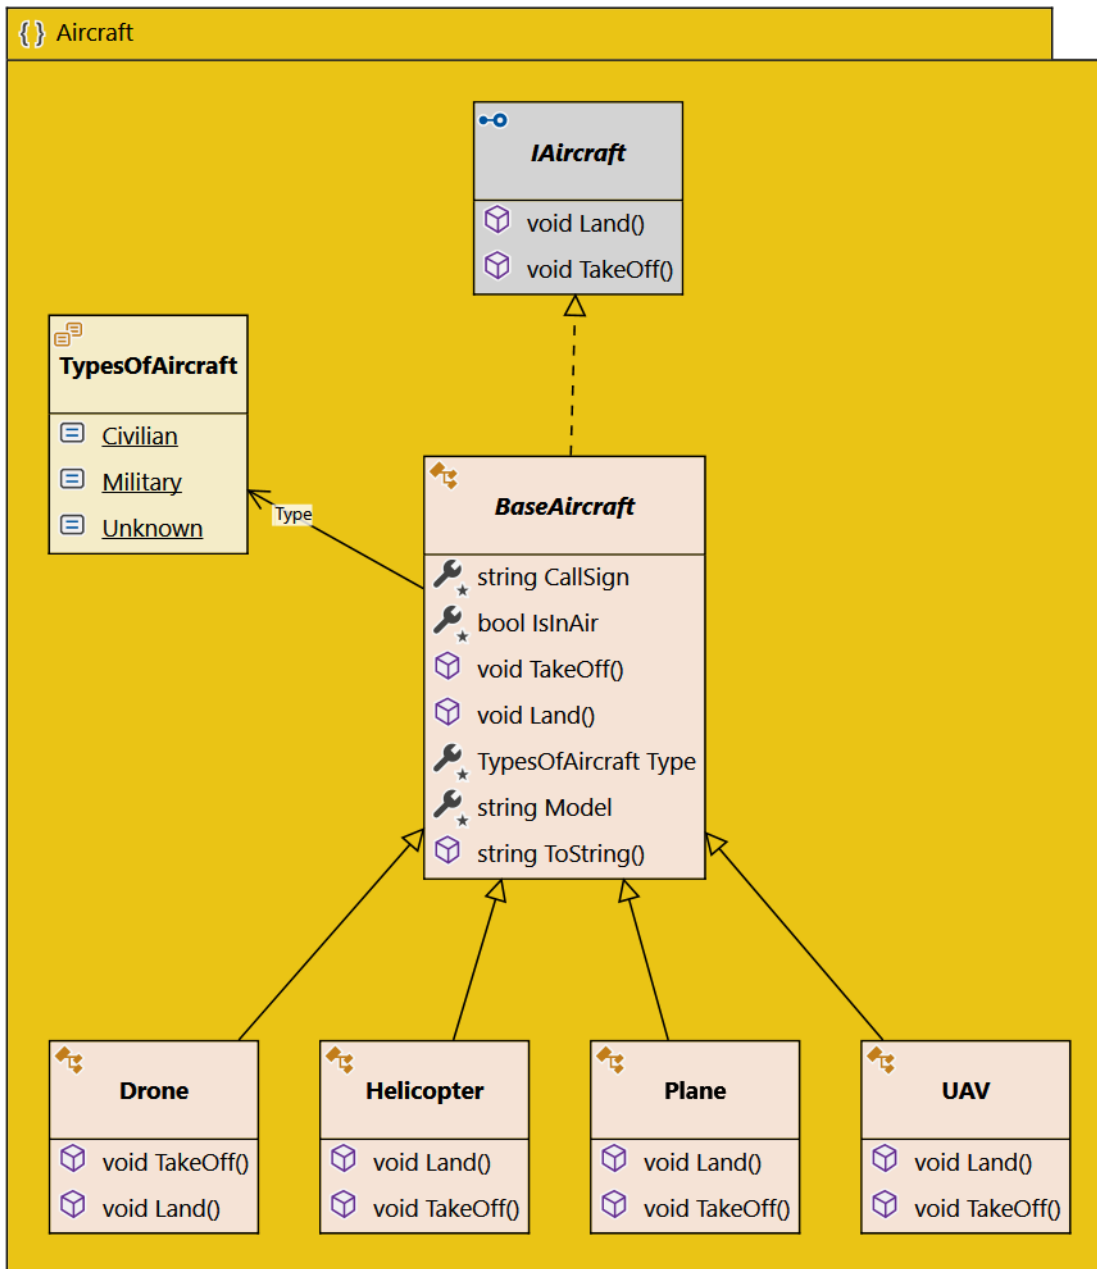 { } Aircraft
IAircraft
void Land()
void TakeOff()
TypesOfAircraft
Civilian
Military
Unknown
Type
BaseAircraft
string CallSign
bool IsInAir
void TakeOff()
void Land()
TypesOfAircraft Type
string Model
string ToString()
Drone
void TakeOff()
void Land()
Helicopter
void Land()
void TakeOff()
Plane
void Land()
void TakeOff()
UAV
void Land()
void TakeOff()